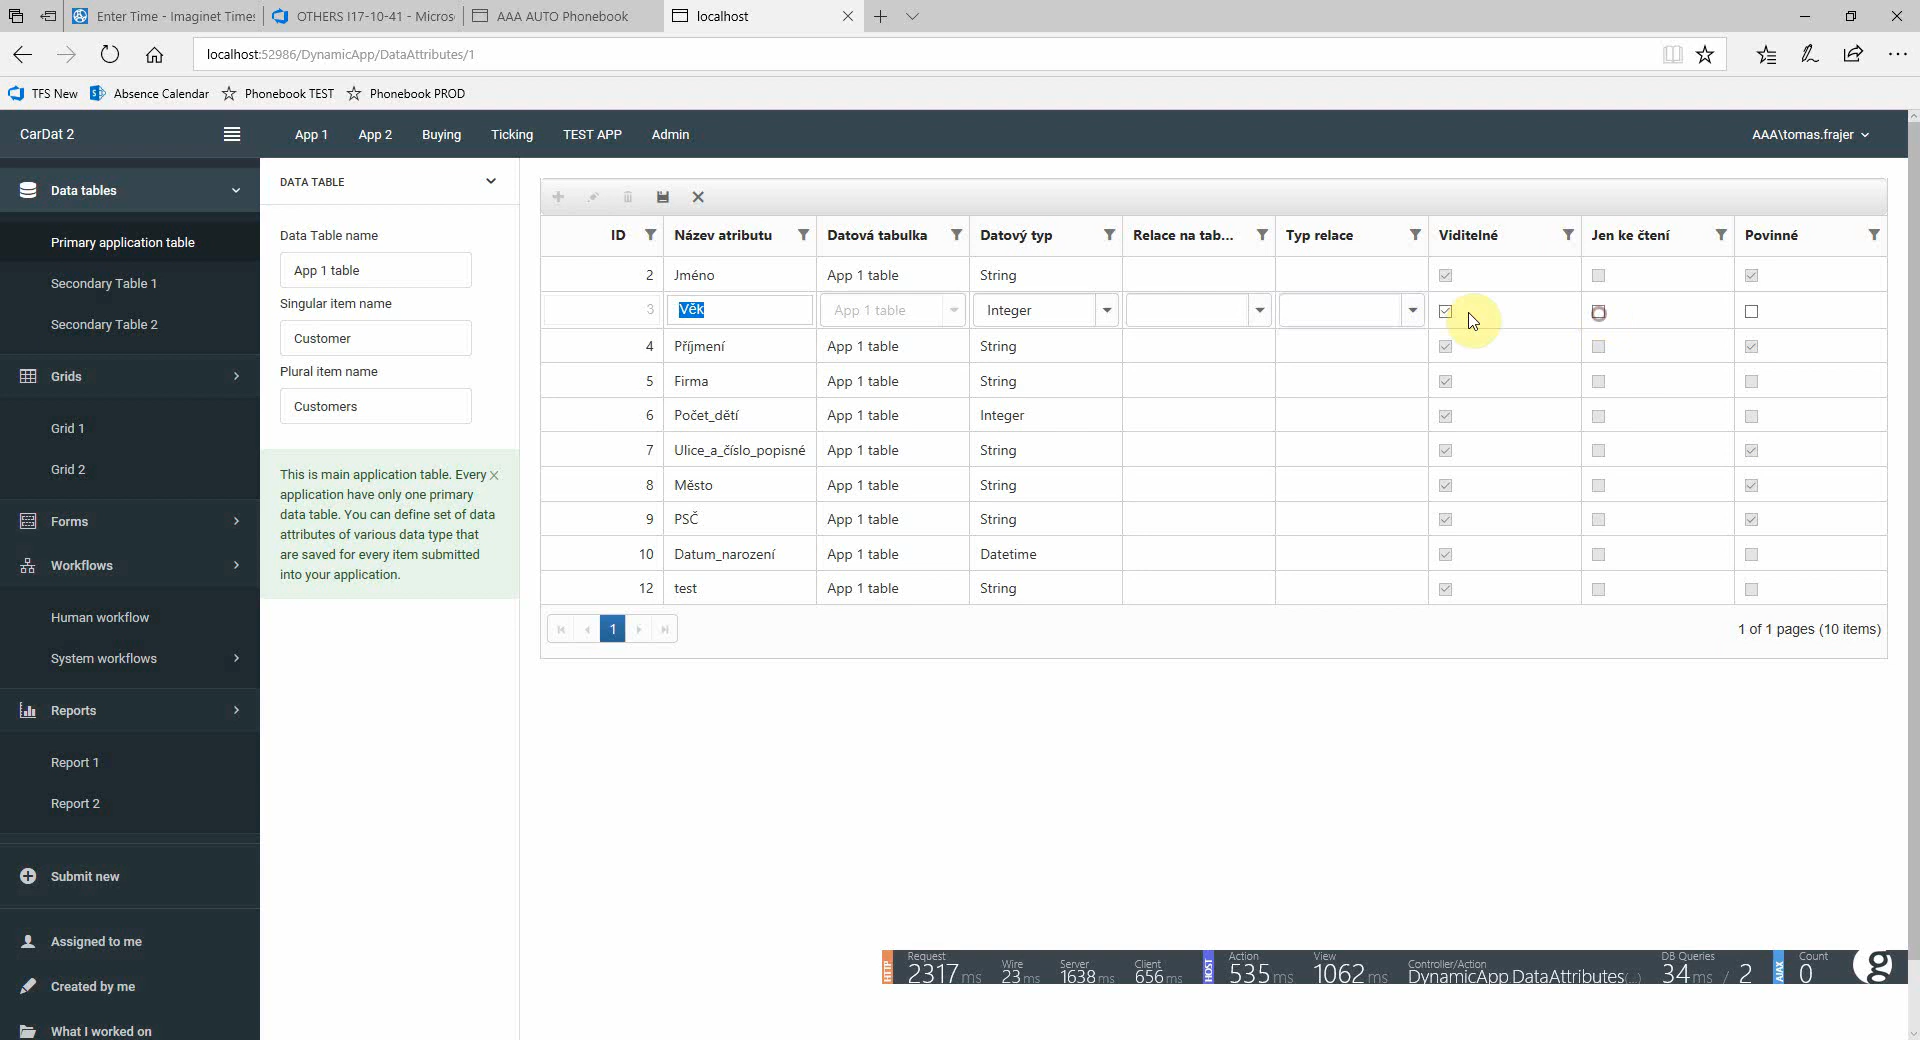 Enter Time - Imaginet Time:
OTHERS I17-10-41 - Micros
AAA AUTO Phonebook
localhost
localhost:52986/DynamicApp/DataAttributes/1
TFS New
Absence Calendar
Phonebook TEST
Phonebook PROD
CarDat 2
App 1
App 2
Buying
Ticking
TEST APP
Admin
AAA\tomas.frajer
Data tables
Primary application table
Secondary Table 1
Secondary Table 2
Grids
Grid 1
Grid 2
Forms
Workflows
Human workflow
System workflows
Reports
Report 1
Report 2
Submit new
Assigned to me
Created by me
What I worked on
DATA TABLE
Data Table name
App 1 table
Singular item name
Customer
Plural item name
Customers
This is main application table. Every
application have only one primary
data table. You can define set of data
attributes of various data type that
are saved for every item submitted
into your application.
ID Název atributu Datová tabulka Datový typ Relace na tab... Typ relace Viditelné Jen ke čtení Povinné
2 Jméno App 1 table String
3 Věk App 1 table Integer
4 Příjmení App 1 table String
5 Firma App 1 table String
6 Počet_dětí App 1 table Integer
7 Ulice_a_číslo_popisné App 1 table String
8 Město App 1 table String
9 PSČ App 1 table String
10 Datum_narození App 1 table Datetime
12 test App 1 table String
1
1 of 1 pages (10 items)
HTTP
Request
2317 ms
Wire
23 ms
Server
1638 ms
Client
656 ms
HOST
Action
535 ms
View
1062 ms
Controller/Action
DynamicApp.DataAttributes(...)
DB Queries
34 ms / 2
AJAX
Count
0
g